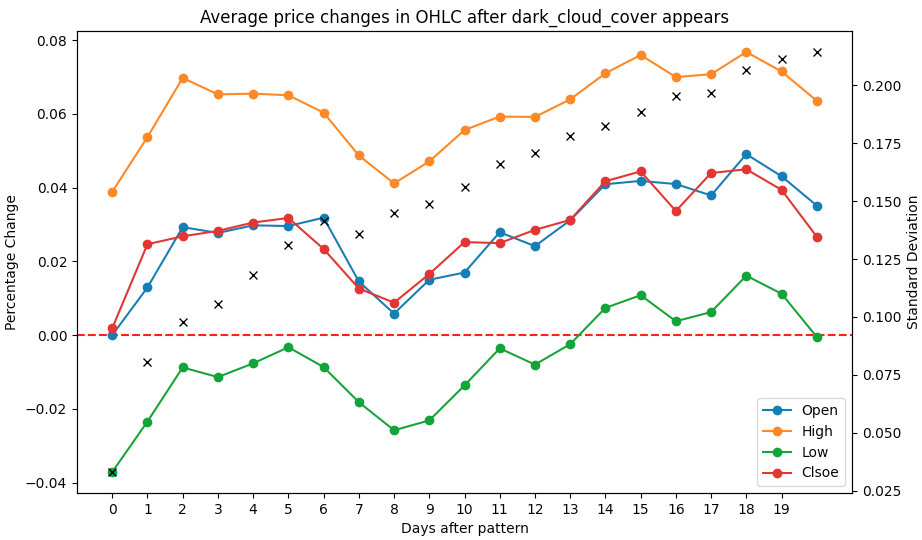 Average price changes in OHLC after dark_cloud_cover appears
Percentage Change
0.08
0.06
0.04
0.02
0.00
−0.02
−0.04
0.200
0.175
0.150
0.125
0.100
0.075
0.050
0.025
Standard Deviation
Open
High
Low
Clsoe
0 1 2 3 4 5 6 7 8 9 10 11 12 13 14 15 16 17 18 19
Days after pattern